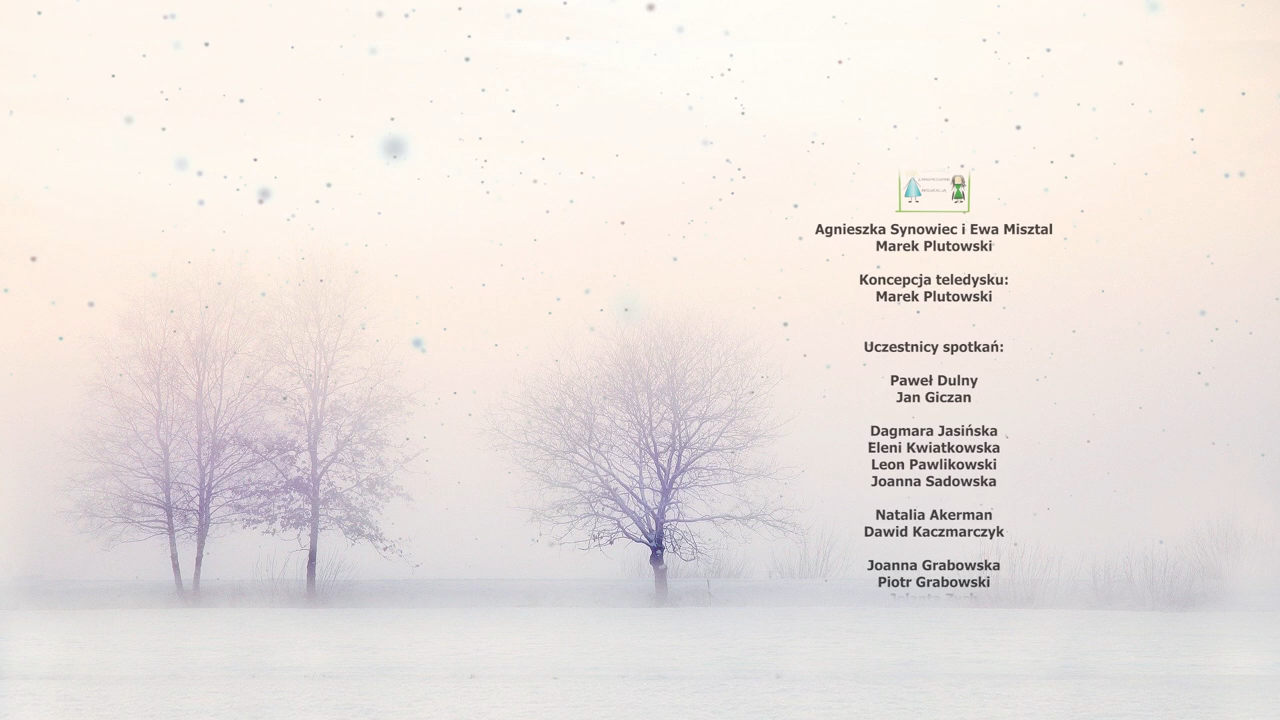 Agnieszka Synowiec i Ewa Misztal
Marek Plutowski
Koncepcja teledysku:
Marek Plutowski
Uczestnicy spotkań:
Paweł Dulny
Jan Giczan
Dagmara Jasińska
Eleni Kwiatkowska
Leon Pawlikowski
Joanna Sadowska
Natalia Akerman
Dawid Kaczmarczyk
Joanna Grabowska
Piotr Grabowski